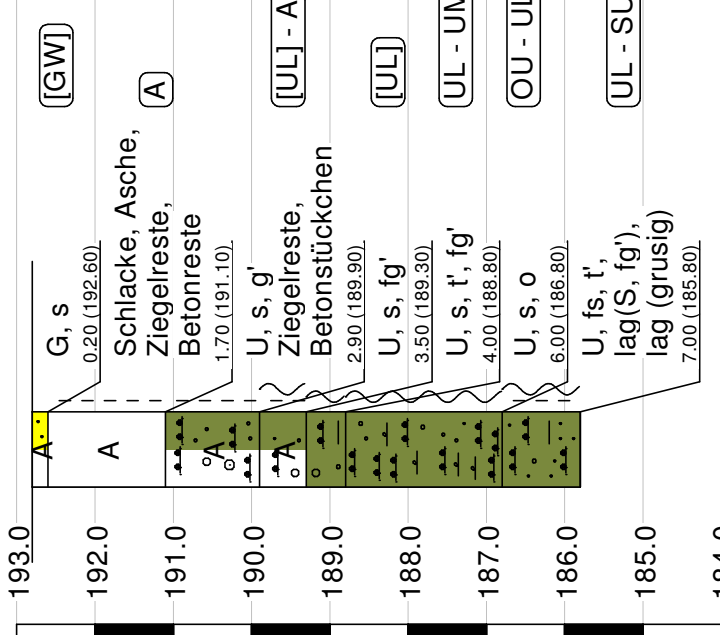 [GW]
A
[UL] - A
[UL]
UL - UM
OU - UL
UL - SU
G, s
0.20 (192.60)
Schlacke, Asche,
Ziegelreste,
Betonreste
1.70 (191.10)
U, s, g'
Ziegelreste,
Betonstückchen
2.90 (189.90)
U, s, fg'
3.50 (189.30)
U, s, t', fg'
4.00 (188.80)
U, s, o
6.00 (186.80)
U, fs, t',
lag(S, fg'),
lag (grusig)
7.00 (185.80)
A
A
A
A
193.0
192.0
191.0
190.0
189.0
188.0
187.0
186.0
185.0
184.0